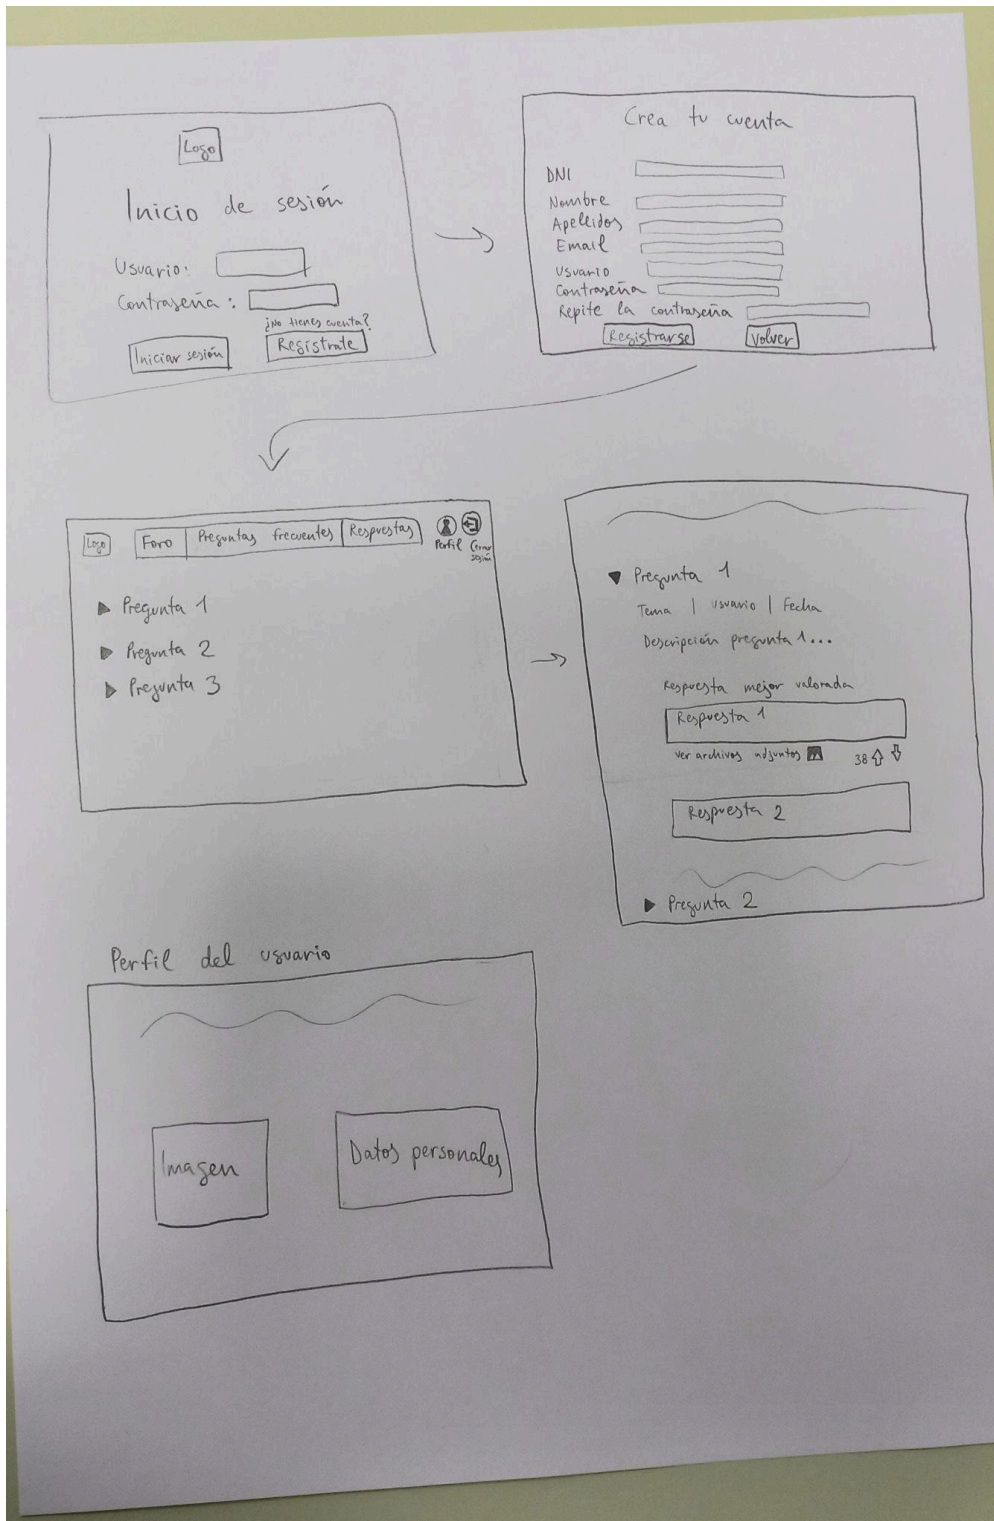 Logo
Inicio de sesión
Usuario:
Contraseña:
¿No tienes cuenta?
Iniciar sesión
Registrate
Crea tu cuenta
DNI
Nombre
Apellidos
Email
Usuario
Contraseña
Repite la contraseña
Registrarse
Volver
Logo
Foro
Preguntas frecuentes
Respuestas
Perfil
Cerrar
sesión
Pregunta 1
Pregunta 2
Pregunta 3
Pregunta 1
Tema | usuario | Fecha
Descripción pregunta 1...
Respuesta mejor valorada
Respuesta 1
ver archivos adjuntos
38
Respuesta 2
Pregunta 2
Perfil del usuario
Imagen
Datos personales